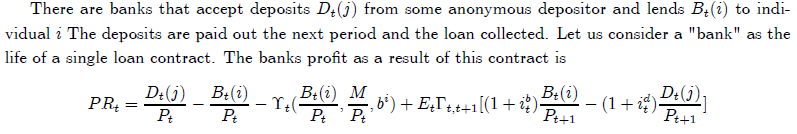 There are banks that accept deposits D_t(j) from some anonymous depositor and lends B_t(i) to indi-
vidual i The deposits are paid out the next period and the loan collected. Let us consider a "bank" as the
life of a single loan contract. The banks profit as a result of this contract is
PR_t = \frac{D_t(j)}{P_t} - \frac{B_t(i)}{P_t} - \Upsilon_t(\frac{B_t(i)}{P_t}, \frac{M}{P_t}, b^i) + E_t\Gamma_{t,t+1}[(1 + i_t^b)\frac{B_t(i)}{P_{t+1}} - (1 + i_t^d)\frac{D_t(j)}{P_{t+1}}]